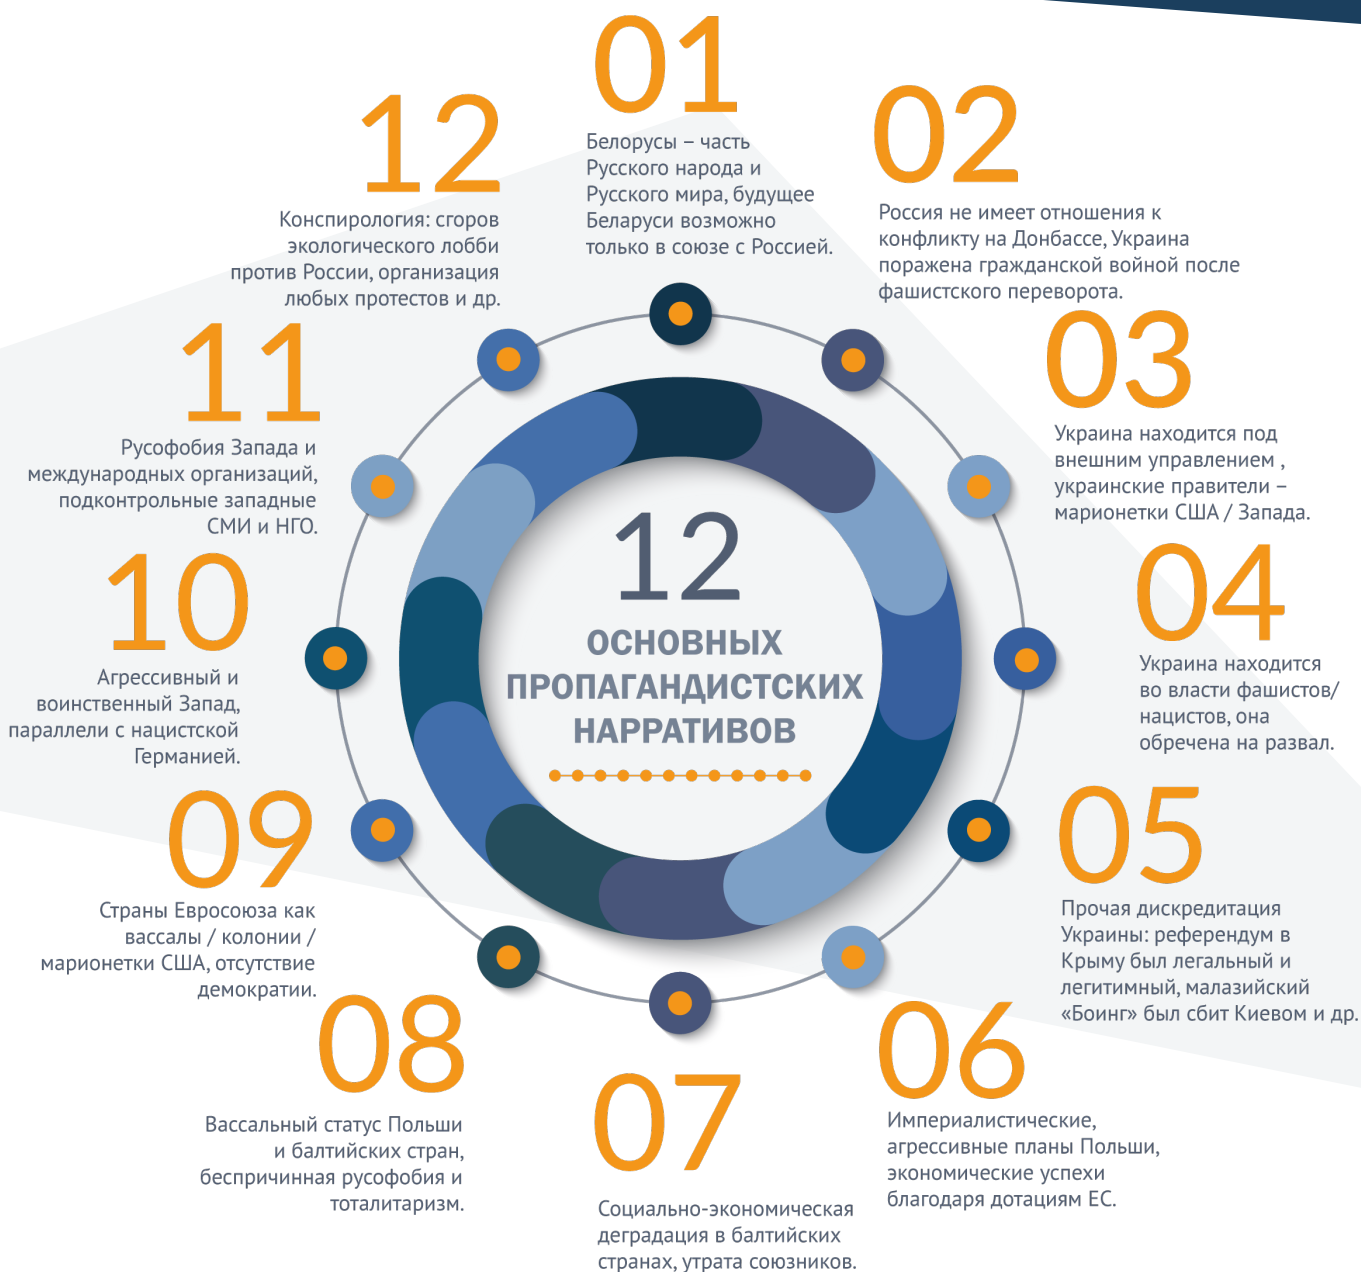 01
Белорусы – часть
Русского народа и
Русского мира, будущее
Беларуси возможно
только в союзе с Россией.
02
Россия не имеет отношения к
конфликту на Донбассе, Украина
поражена гражданской войной после
фашистского переворота.
03
Украина находится под
внешним управлением ,
украинские правители –
марионетки США / Запада.
04
Украина находится
во власти фашистов/
нацистов, она
обречена на развал.
05
Прочая дискредитация
Украины: референдум в
Крыму был легальный и
легитимный, малазийский
«Боинг» был сбит Киевом и др.
06
Империалистические,
агрессивные планы Польши,
экономические успехи
благодаря дотациям ЕС.
07
Социально-экономическая
деградация в балтийских
странах, утрата союзников.
08
Вассальный статус Польши
и балтийских стран,
беспричинная русофобия и
тоталитаризм.
09
Страны Евросоюза как
вассалы / колонии /
марионетки США, отсутствие
демократии.
10
Агрессивный и
воинственный Запад,
параллели с нацистской
Германией.
11
Русофобия Запада и
международных организаций,
подконтрольные западные
СМИ и НГО.
12
Конспирология: сгоров
экологического лобби
против России, организация
любых протестов и др.
12
ОСНОВНЫХ
ПРОПАГАНДИСТСКИХ
НАРРАТИВОВ